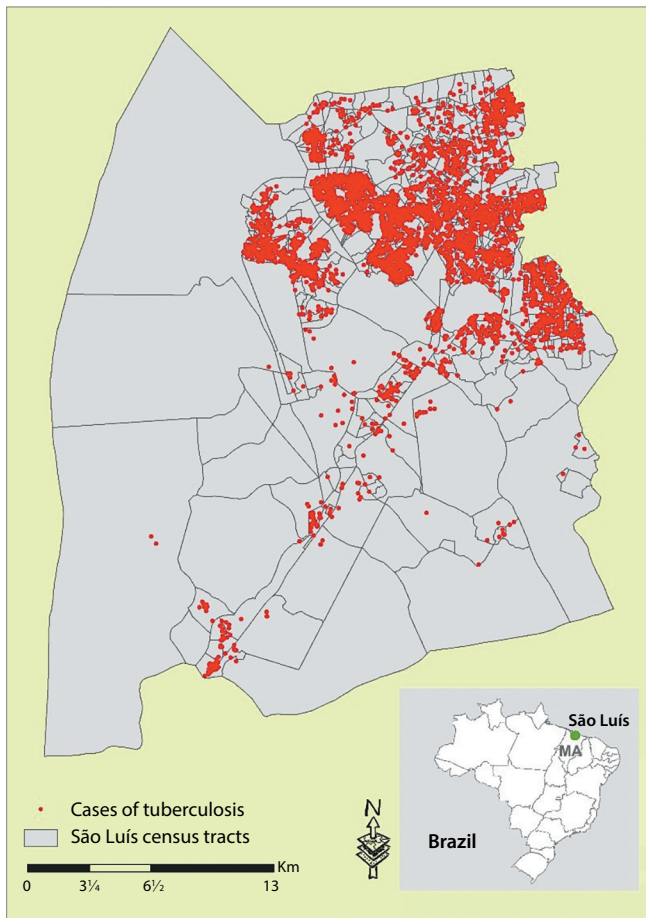 São Luís
MA
Brazil
Cases of tuberculosis
São Luís census tracts
N
Km
0 3¼ 6½ 13